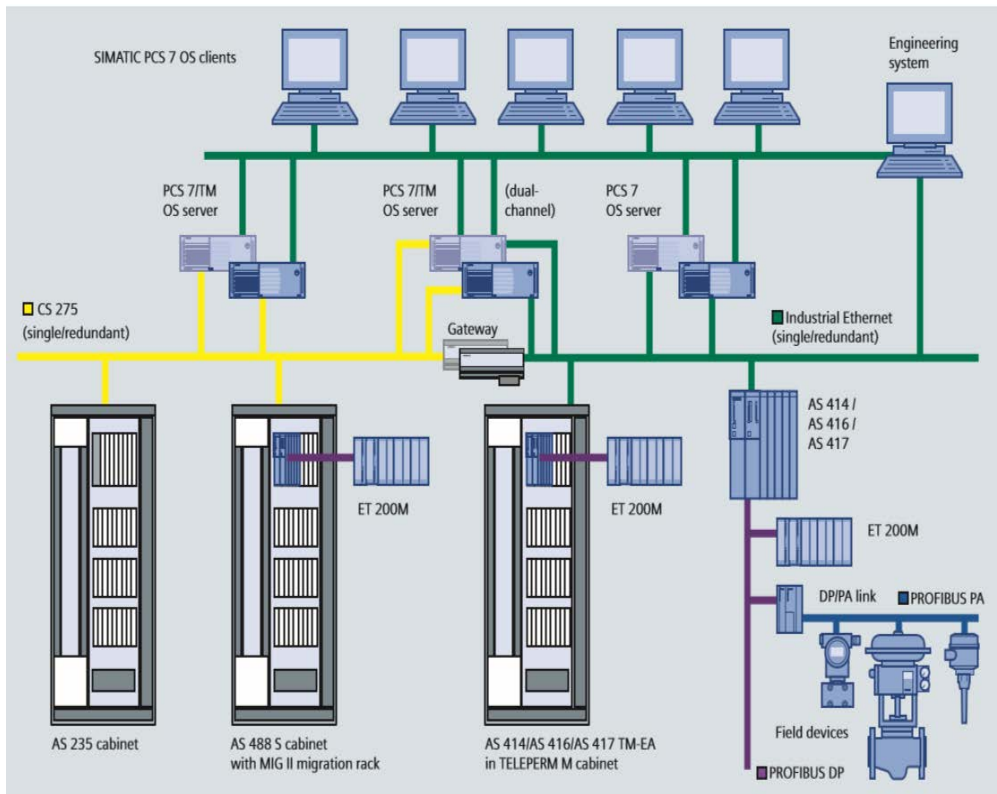 SIMATIC PCS 7 OS clients
Engineering
system
PCS 7/TM
OS server
PCS 7/TM
OS server
(dual-
channel)
PCS 7
OS server
CS 275
(single/redundant)
Gateway
Industrial Ethernet
(single/redundant)
AS 414 /
AS 416 /
AS 417
ET 200M
ET 200M
ET 200M
DP/PA link
PROFIBUS PA
Field devices
AS 235 cabinet
AS 488 S cabinet
with MIG II migration rack
AS 414/AS 416/AS 417 TM-EA
in TELEPERM M cabinet
PROFIBUS DP